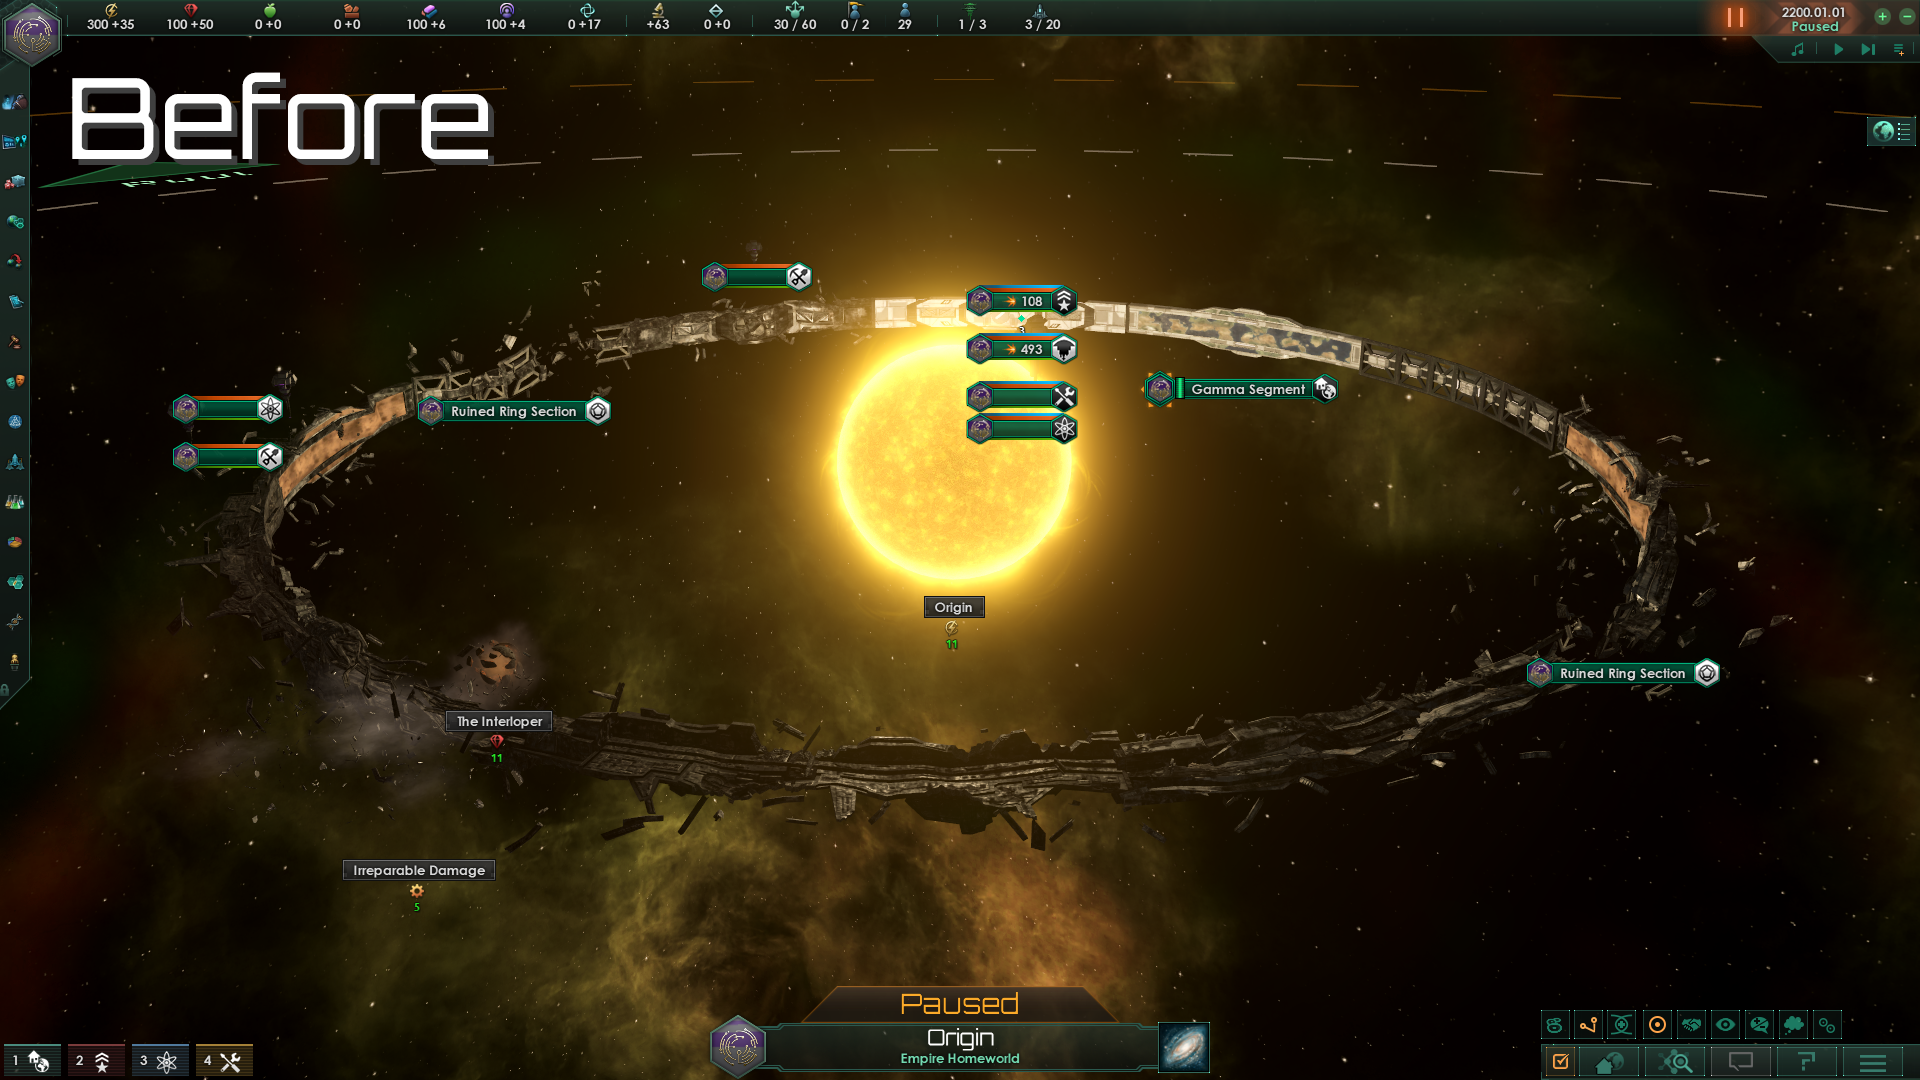 300 +35 100 +50 0 +0 0 +0 100 +6 100 +4 0 +17 +63 0 +0 30 / 60 0 / 2 29 1 / 3 3 / 20
2200.01.01
Paused
Before
108
3
493
Gamma Segment
Ruined Ring Section
Origin
11
Ruined Ring Section
The Interloper
11
Irreparable Damage
5
Paused
Origin
Empire Homeworld
1 2 3 4